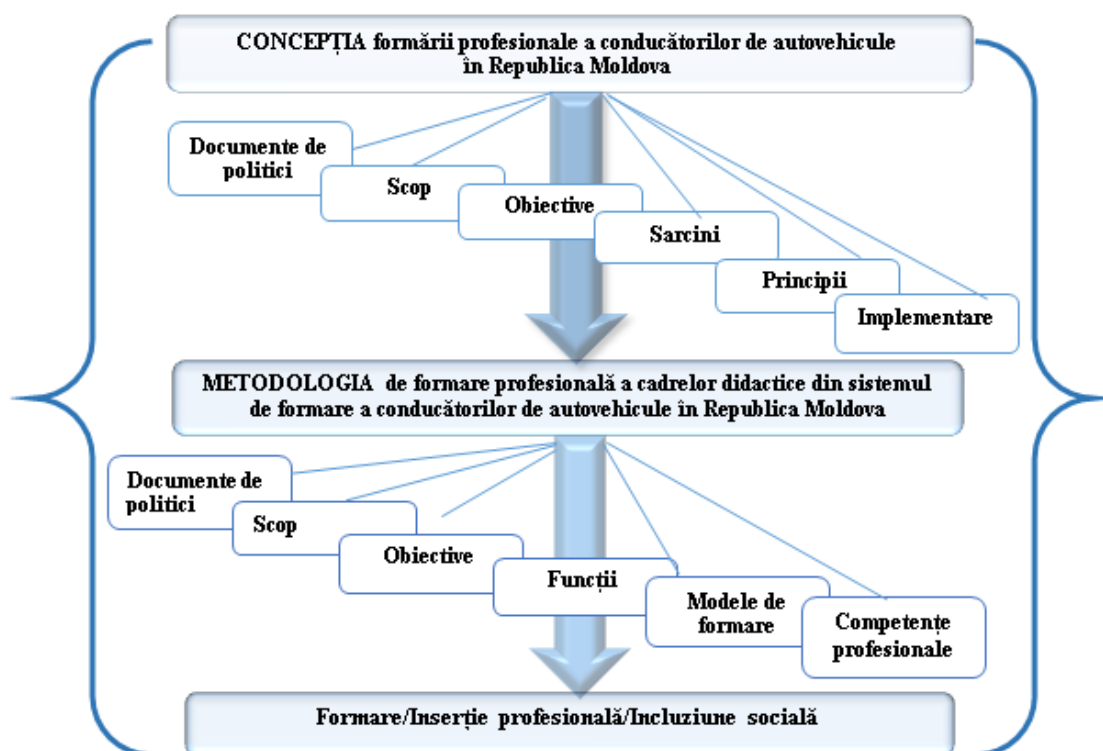 CONCEPȚIA formării profesionale a conducătorilor de autovehicule
în Republica Moldova
Documente de
politici
Scop
Obiective
Sarcini
Principii
Implementare
METODOLOGIA de formare profesională a cadrelor didactice din sistemul
de formare a conducătorilor de autovehicule în Republica Moldova
Documente de
politici
Scop
Obiective
Funcții
Modele de
formare
Competențe
profesionale
Formare/Inserție profesională/Incluziune socială